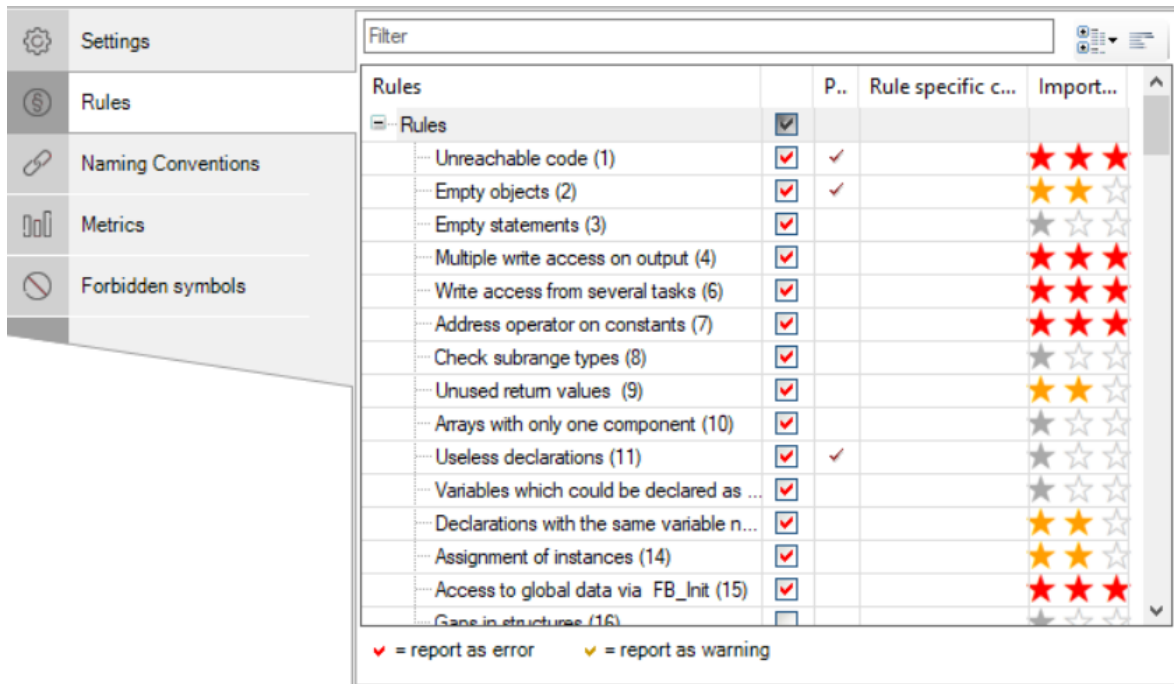 Settings
Rules
Naming Conventions
Metrics
Forbidden symbols
Filter
Rules P.. Rule specific c... Import...
Rules
Unreachable code (1)
Empty objects (2)
Empty statements (3)
Multiple write access on output (4)
Write access from several tasks (6)
Address operator on constants (7)
Check subrange types (8)
Unused return values (9)
Arrays with only one component (10)
Useless declarations (11)
Variables which could be declared as ...
Declarations with the same variable n...
Assignment of instances (14)
Access to global data via FB_Init (15)
Gaps in structures (16)
= report as error = report as warning